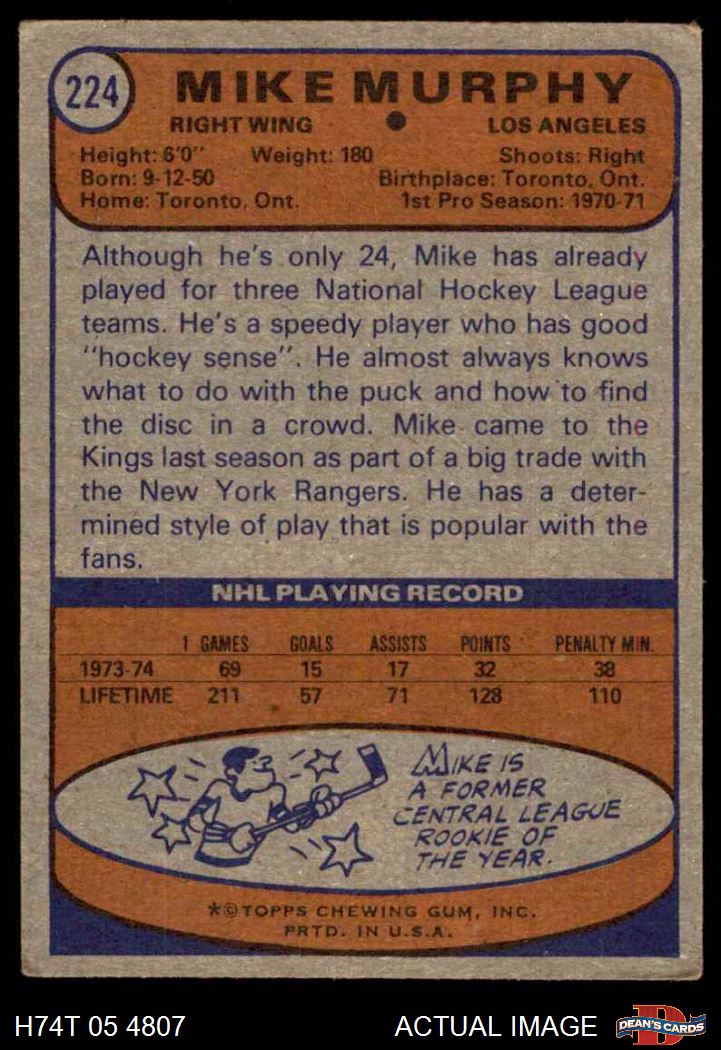 224
MIKE MURPHY
RIGHT WING • LOS ANGELES
Height: 6'0" Weight: 180 Shoots: Right
Born: 9-12-50 Birthplace: Toronto, Ont.
Home: Toronto, Ont. 1st Pro Season: 1970-71
Although he's only 24, Mike has already
played for three National Hockey League
teams. He's a speedy player who has good
"hockey sense". He almost always knows
what to do with the puck and how to find
the disc in a crowd. Mike came to the
Kings last season as part of a big trade with
the New York Rangers. He has a deter-
mined style of play that is popular with the
fans.
NHL PLAYING RECORD
1 GAMES GOALS ASSISTS POINTS PENALTY MIN.
1973-74 69 15 17 32 38
LIFETIME 211 57 71 128 110
MIKE IS
A FORMER
CENTRAL LEAGUE
ROOKIE OF
THE YEAR.
*©TOPPS CHEWING GUM, INC.
PRTD. IN U.S.A.
H74T 05 4807 ACTUAL IMAGE
D
DEAN'S CARDS